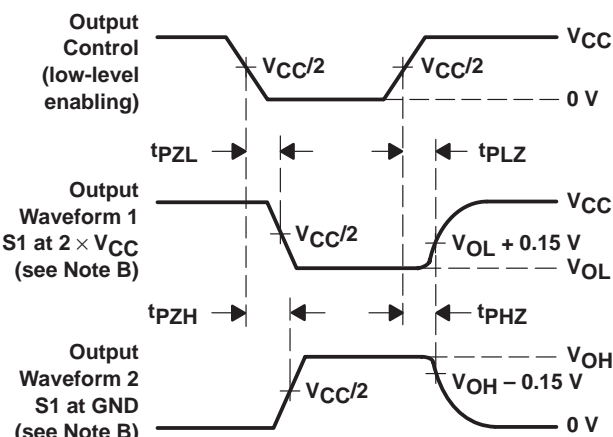 Output
Control
(low-level
enabling)
VCC/2
VCC/2
VCC
0 V
tPZL
tPLZ
Output
Waveform 1
S1 at 2 × VCC
(see Note B)
VCC/2
VCC
VOL + 0.15 V
VOL
tPZH
tPHZ
Output
Waveform 2
S1 at GND
(see Note B)
VCC/2
VOH
VOH – 0.15 V
0 V